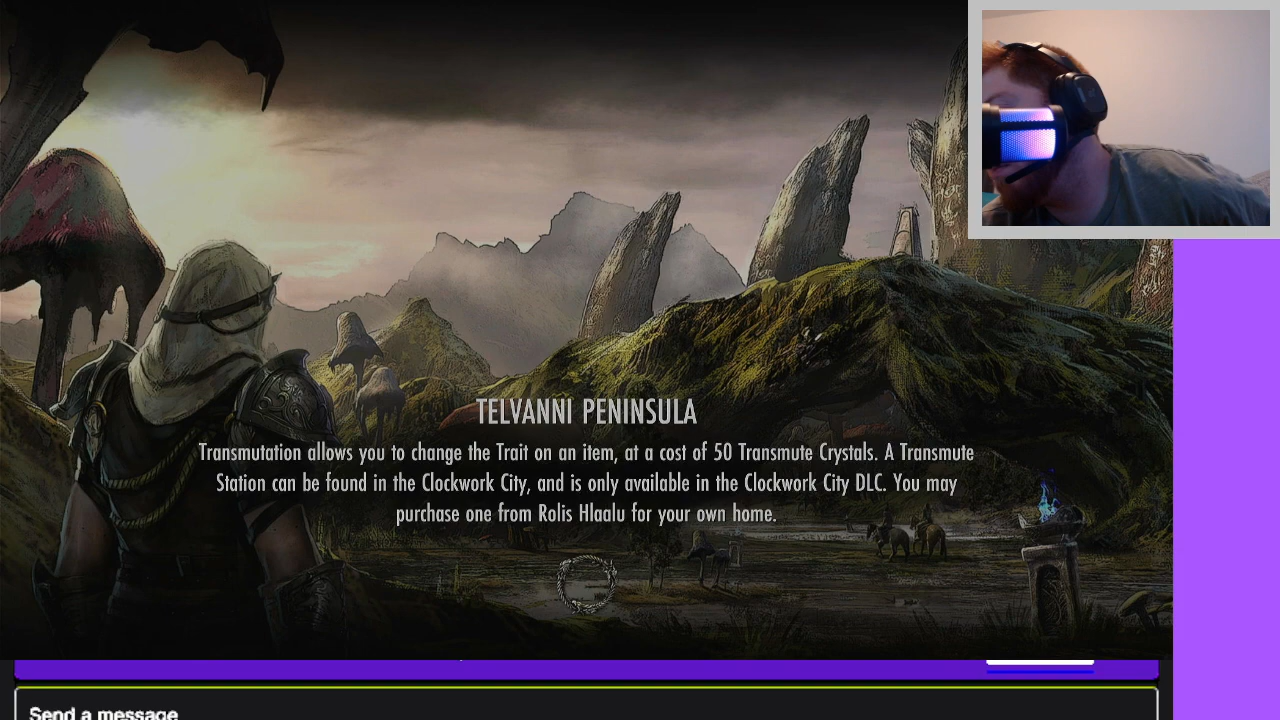 TELVANNI PENINSULA
Transmutation allows you to change the Trait on an item, at a cost of 50 Transmute Crystals. A Transmute
Station can be found in the Clockwork City, and is only available in the Clockwork City DLC. You may
purchase one from Rolis Hlaalu for your own home.
Send a message